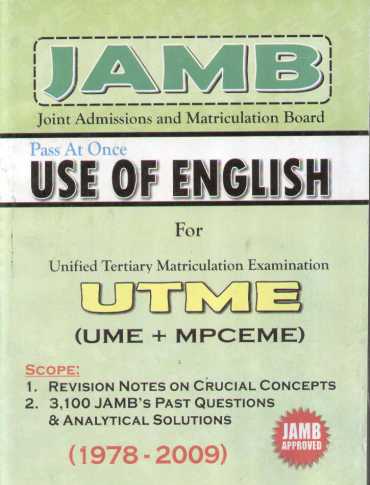 JAMB
Joint Admissions and Matriculation Board
Pass At Once
USE OF ENGLISH
For
Unified Tertiary Matriculation Examination
UTME
(UME + MPCEME)
SCOPE:
1. REVISION NOTES ON CRUCIAL CONCEPTS
2. 3,100 JAMB'S PAST QUESTIONS
& ANALYTICAL SOLUTIONS
(1978 - 2009)
JAMB
APPROVED